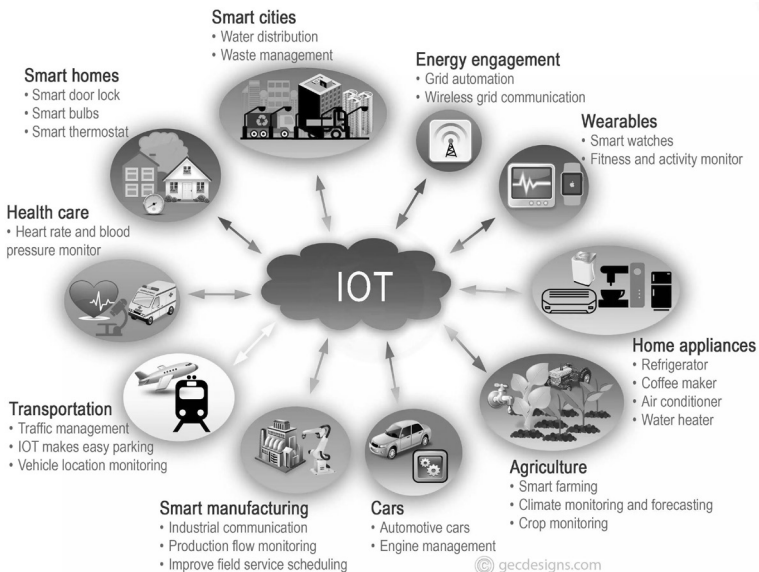 Smart cities
• Water distribution
• Waste management
Energy engagement
• Grid automation
• Wireless grid communication
Smart homes
• Smart door lock
• Smart bulbs
• Smart thermostat
Wearables
• Smart watches
• Fitness and activity monitor
Health care
• Heart rate and blood
pressure monitor
IOT
Home appliances
• Refrigerator
• Coffee maker
• Air conditioner
• Water heater
Transportation
• Traffic management
• IOT makes easy parking
• Vehicle location monitoring
Agriculture
• Smart farming
• Climate monitoring and forecasting
• Crop monitoring
Smart manufacturing
• Industrial communication
• Production flow monitoring
• Improve field service scheduling
Cars
• Automotive cars
• Engine management
© gecdesigns.com